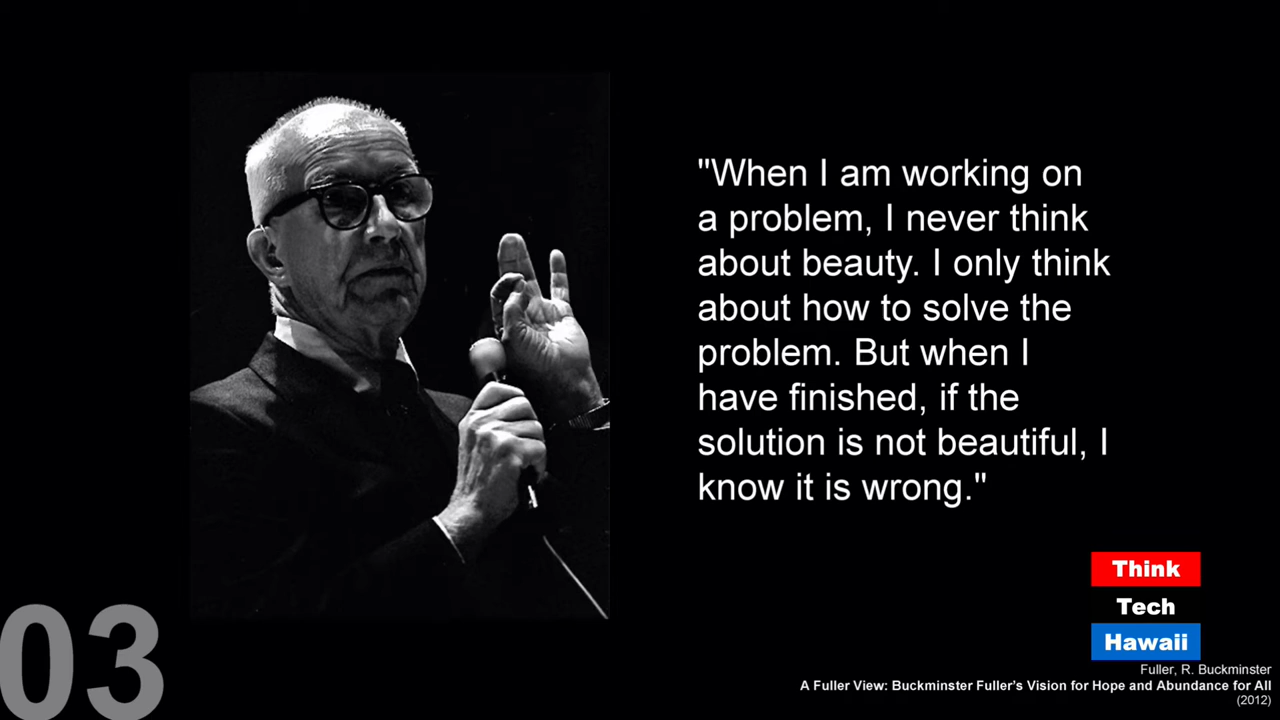 "When I am working on
a problem, I never think
about beauty. I only think
about how to solve the
problem. But when I
have finished, if the
solution is not beautiful, I
know it is wrong."
Think
Tech
Hawaii
03
Fuller, R. Buckminster
A Fuller View: Buckminster Fuller's Vision for Hope and Abundance for All
(2012)